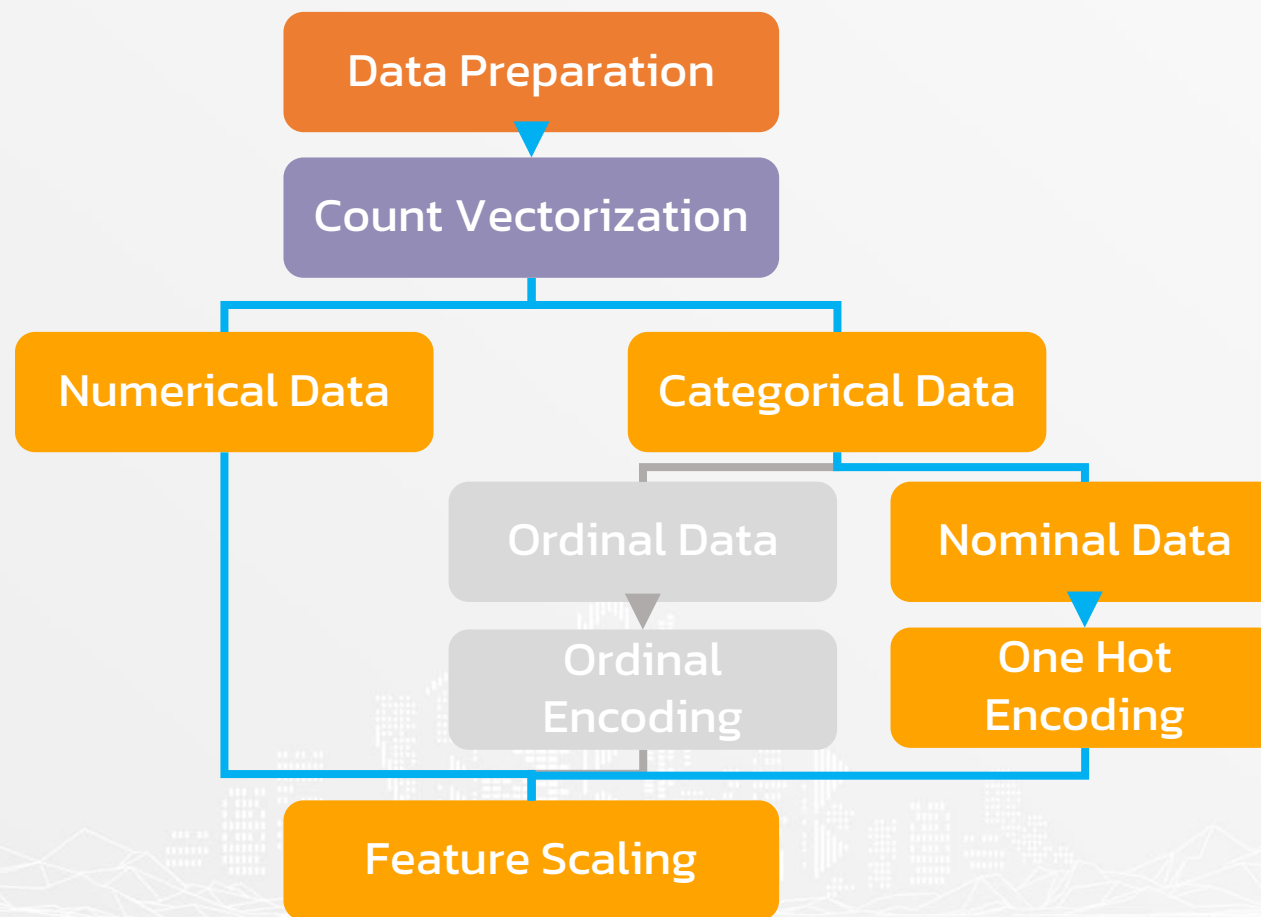 Data Preparation
Count Vectorization
Numerical Data
Categorical Data
Ordinal Data
Nominal Data
Ordinal
Encoding
One Hot
Encoding
Feature Scaling